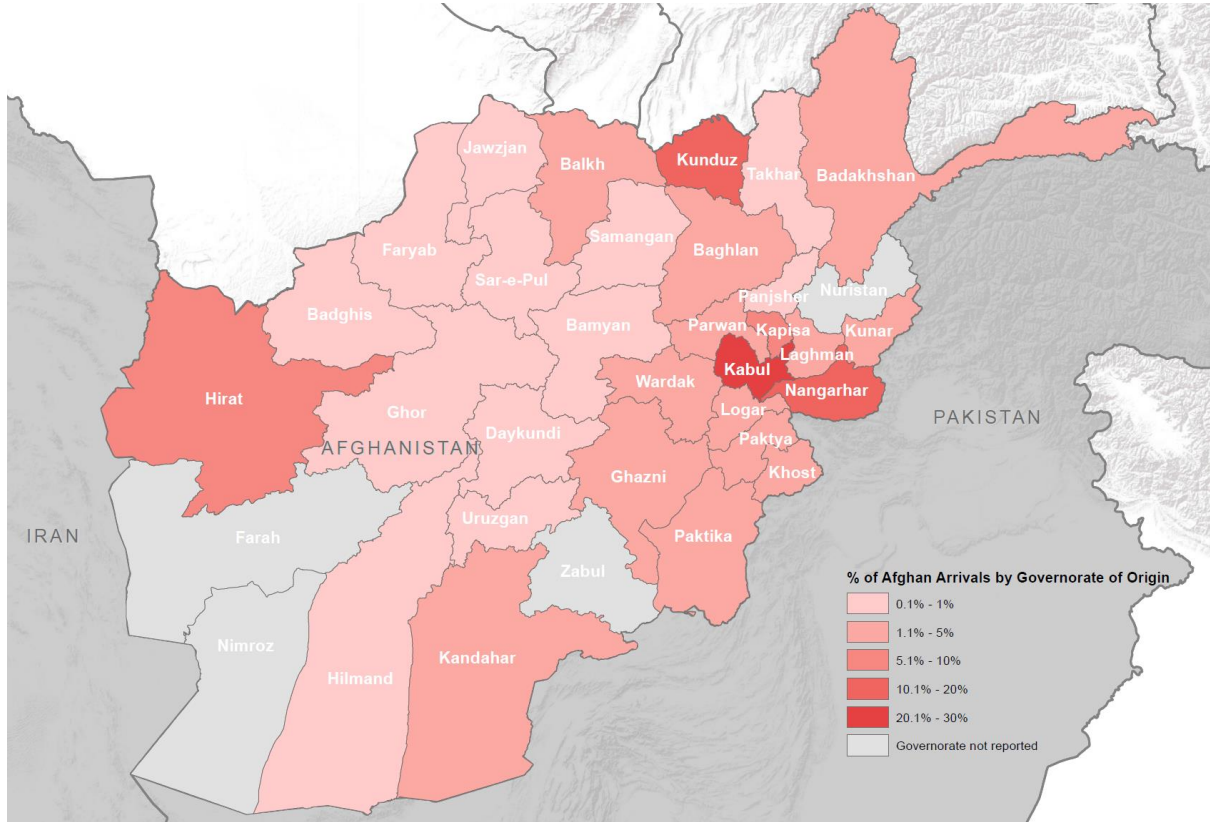 Jawzjan
Balkh
Kunduz
Takhar
Badakhshan
Faryab
Samangan
Baghlan
Sar-e-Pul
Nuristan
Panjsher
Badghis
Bamyan
Parwan
Kapisa
Kunar
Laghman
Kabul
Wardak
Nangarhar
Hirat
Ghor
Logar
PAKISTAN
Daykundi
Paktya
AFGHANISTAN
Ghazni
Khost
Uruzgan
IRAN
Farah
Paktika
Zabul
Nimroz
Hilmand
Kandahar
% of Afghan Arrivals by Governorate of Origin
0.1% - 1%
1.1% - 5%
5.1% - 10%
10.1% - 20%
20.1% - 30%
Governorate not reported